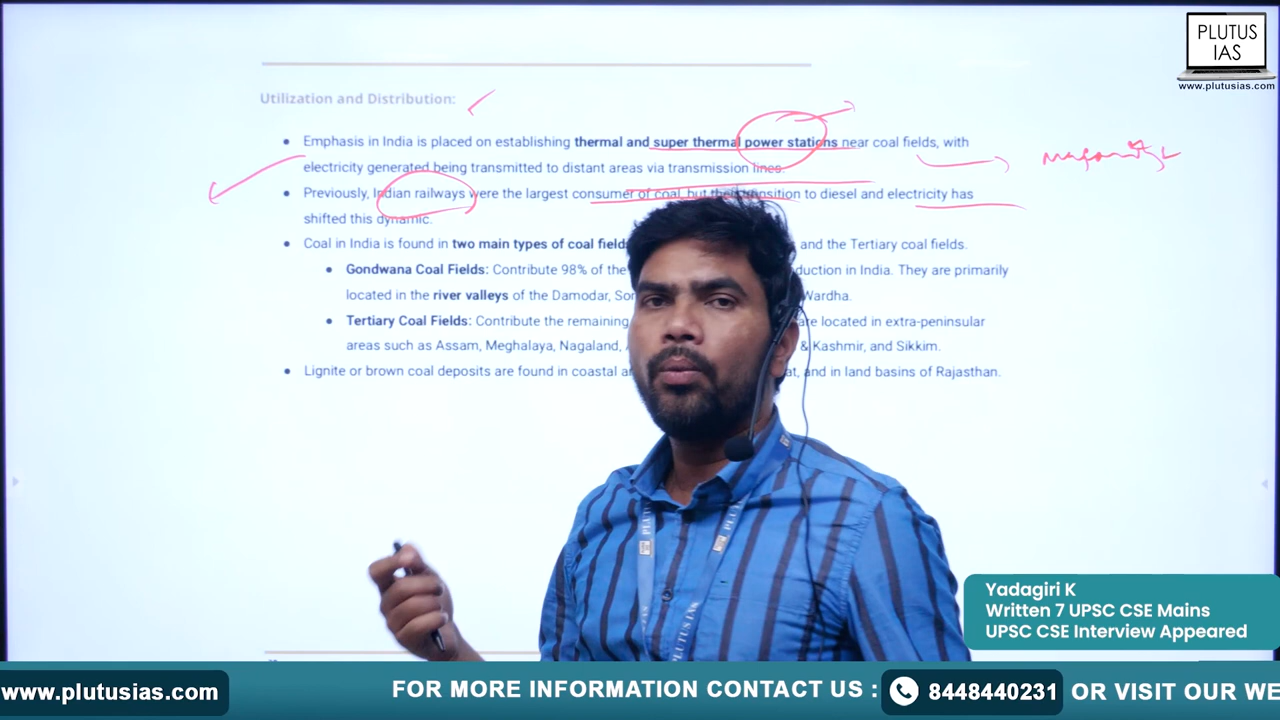 PLUTUS
IAS
www.plutusias.com
Utilization and Distribution:
• Emphasis in India is placed on establishing thermal and super thermal power stations near coal fields, with
electricity generated being transmitted to distant areas via transmission lines.
• Previously, Indian railways were the largest consumer of coal but their transition to diesel and electricity has
shifted this dynamic.
• Coal in India is found in two main types of coal field and the Tertiary coal fields.
• Gondwana Coal Fields: Contribute 98% of the in India. They are primarily
located in the river valleys of the Damodar, Wardha.
• Tertiary Coal Fields: Contribute the remaining are located in extra-peninsular
areas such as Assam, Meghalaya, Nagaland, & Kashmir, and Sikkim.
• Lignite or brown coal deposits are found in coastal and in land basins of Rajasthan.
PLUTUS IAS
Yadagiri K
Written 7 UPSC CSE Mains
UPSC CSE Interview Appeared
www.plutusias.com
FOR MORE INFORMATION CONTACT US : 8448440231 OR VISIT OUR WE